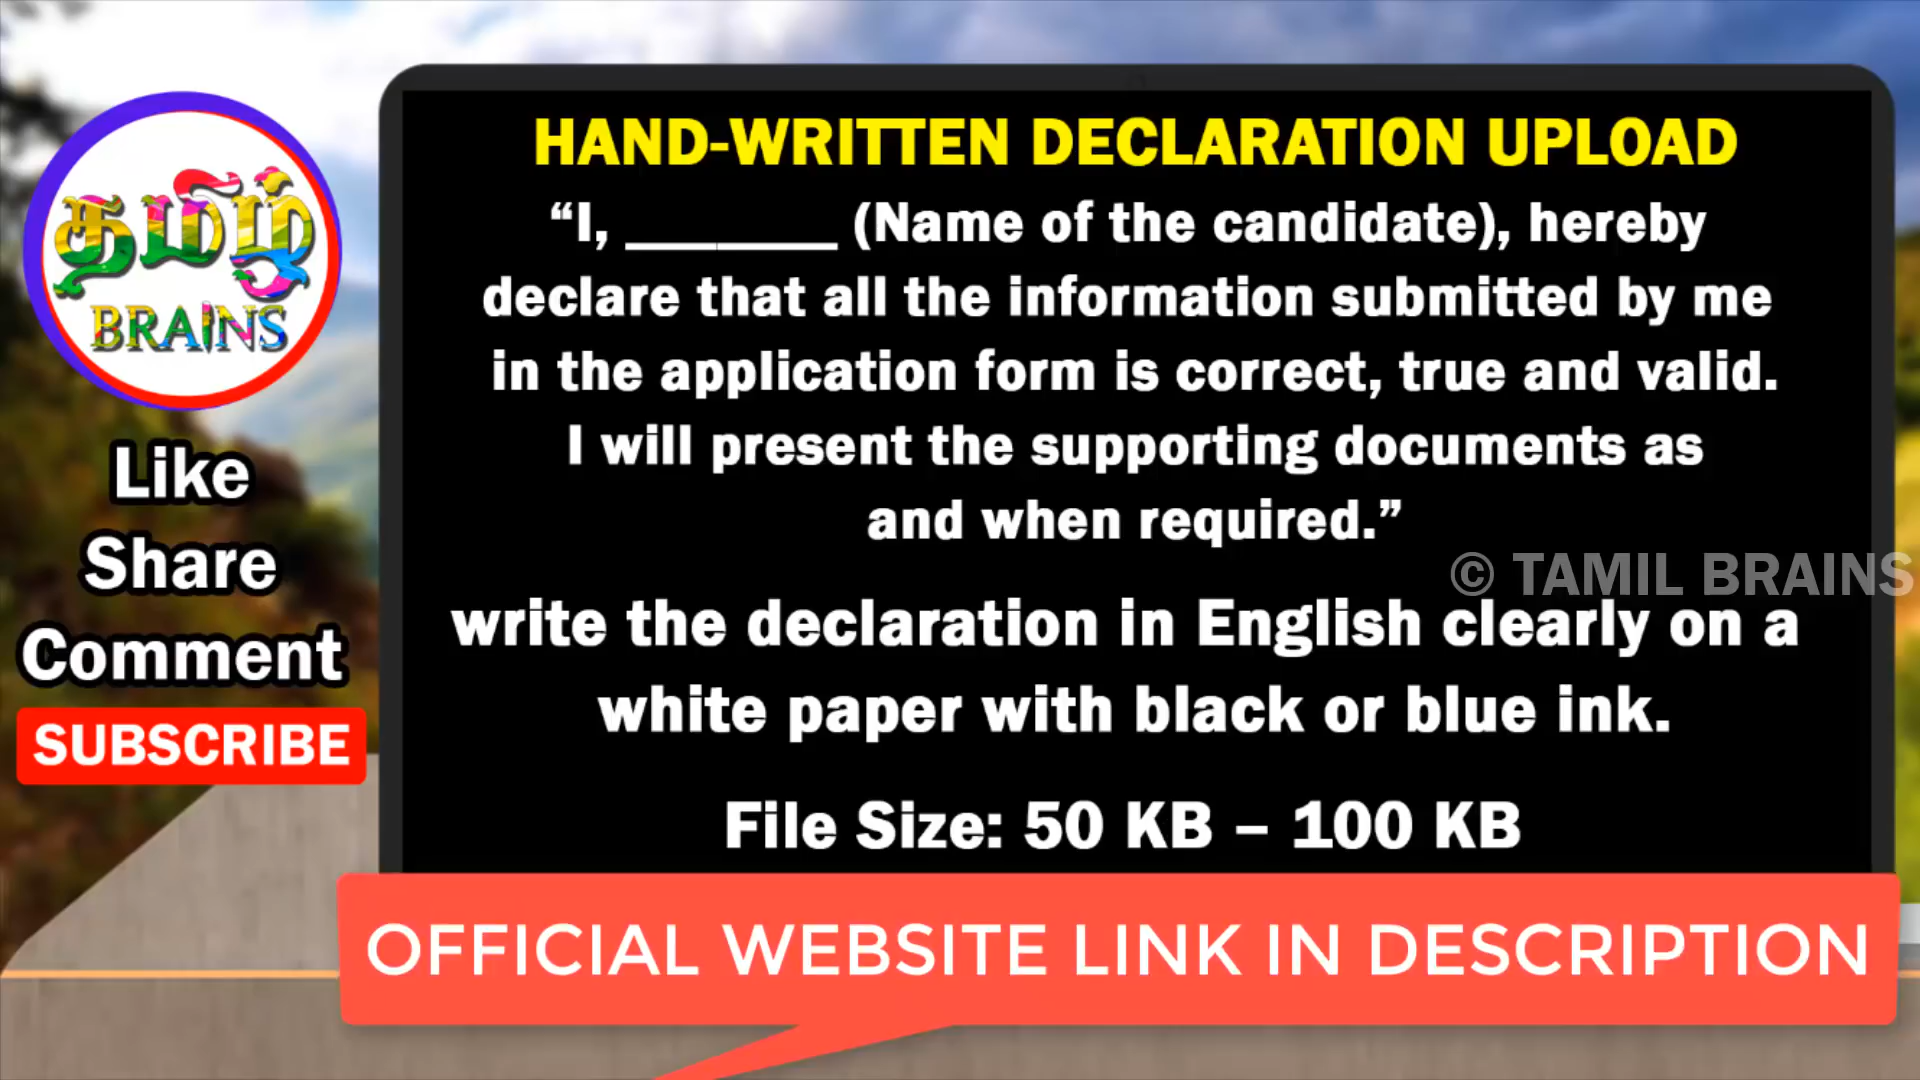 தமிழ்
BRAINS
Like
Share
Comment
SUBSCRIBE
HAND-WRITTEN DECLARATION UPLOAD
“I, _______ (Name of the candidate), hereby
declare that all the information submitted by me
in the application form is correct, true and valid.
I will present the supporting documents as
and when required.”
© TAMIL BRAINS
write the declaration in English clearly on a
white paper with black or blue ink.
File Size: 50 KB – 100 KB
OFFICIAL WEBSITE LINK IN DESCRIPTION